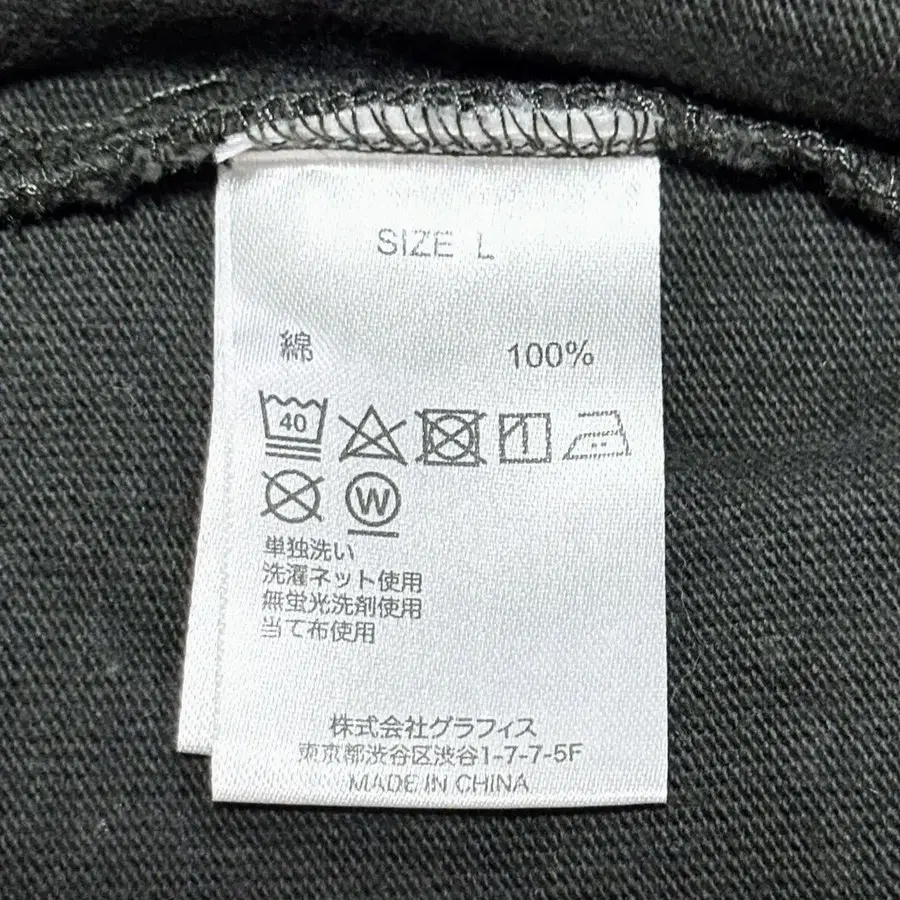 SIZE L
綿 100%
40
W
単独洗い
洗濯ネット使用
無蛍光洗剤使用
当て布使用
株式会社グラフィス
東京都渋谷区渋谷1-7-7-5F
MADE IN CHINA